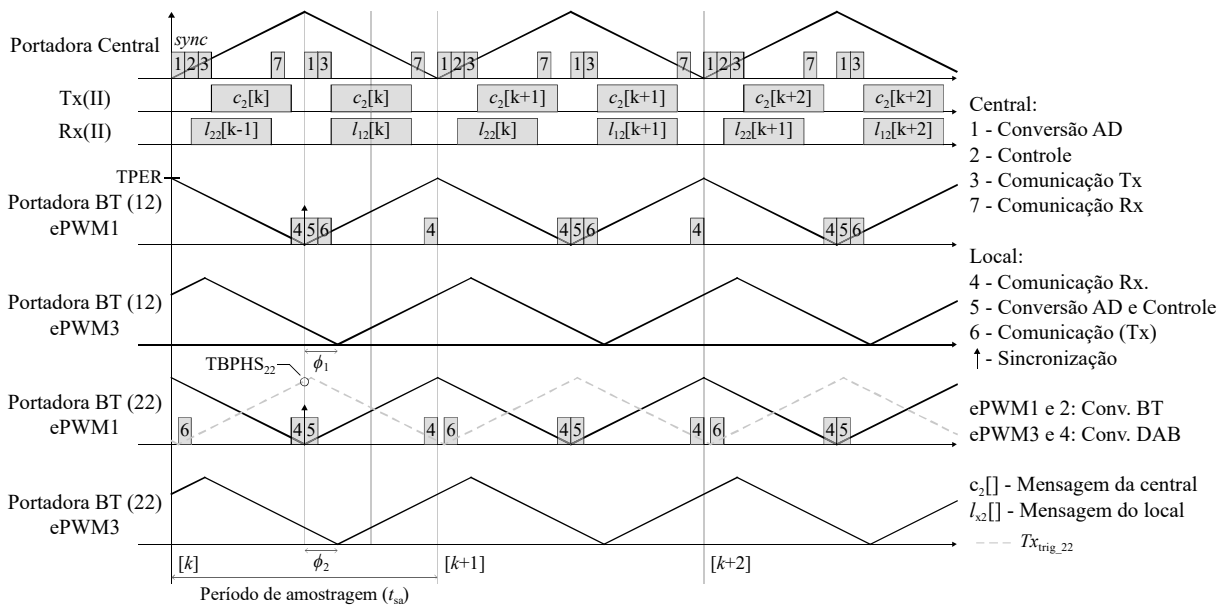 Portadora Central
sync
1 2 3 7 1 3 7 1 2 3 7 1 3 7 1 2 3 7 1 3
Tx(II)
c2[k] c2[k] c2[k+1] c2[k+1] c2[k+2] c2[k+2]
Rx(II)
l22[k-1] l12[k] l22[k] l12[k+1] l22[k+1] l12[k+2]
TPER
Portadora BT (12)
ePWM1
4 5 6 4 4 5 6 4 4 5 6
Portadora BT (12)
ePWM3
ϕ1
TBPHS22
Portadora BT (22)
ePWM1
6 4 5 4 6 4 5 4 6 4 5
Portadora BT (22)
ePWM3
ϕ2
[k] [k+1] [k+2]
Período de amostragem (tsa)
Central:
1 - Conversão AD
2 - Controle
3 - Comunicação Tx
7 - Comunicação Rx
Local:
4 - Comunicação Rx.
5 - Conversão AD e Controle
6 - Comunicação (Tx)
- Sincronização
ePWM1 e 2: Conv. BT
ePWM3 e 4: Conv. DAB
c2[] - Mensagem da central
lx2[] - Mensagem do local
Txtrig_22